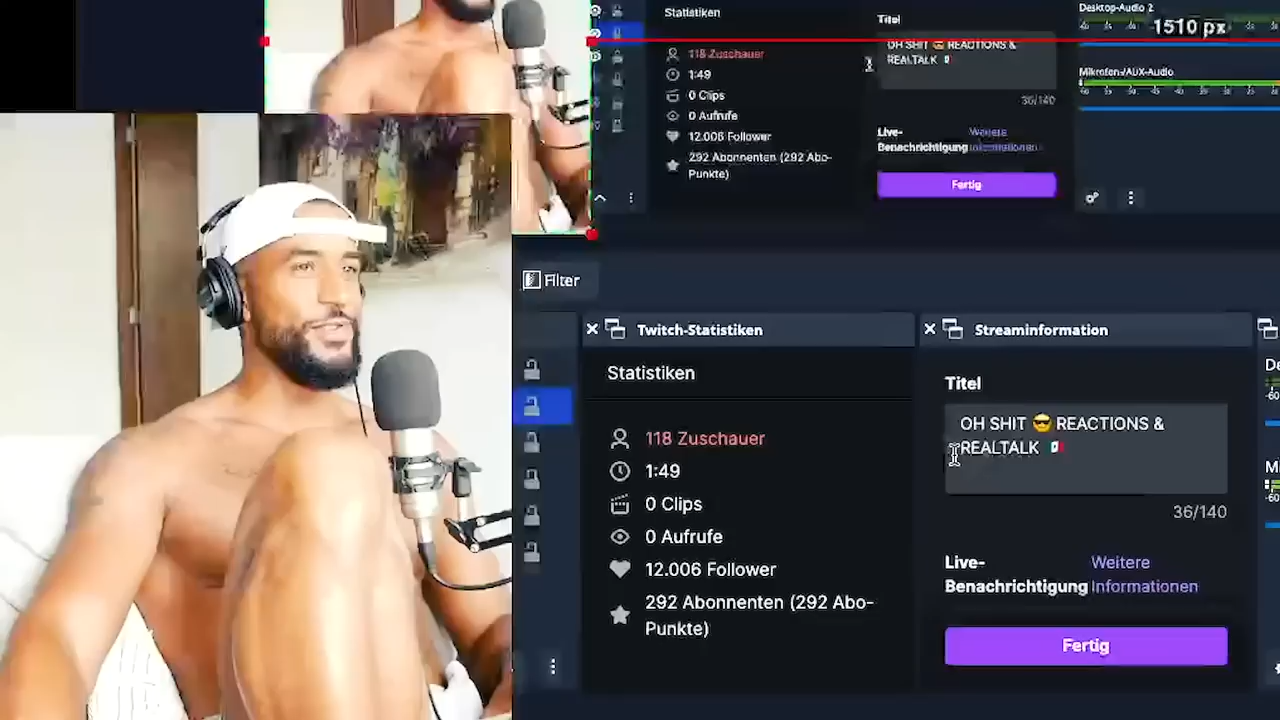 Statistiken
118 Zuschauer
1:49
0 Clips
0 Aufrufe
12.006 Follower
292 Abonnenten (292 Abo-
Punkte)
Titel
OH SHIT 😎 REACTIONS &
REALTALK
36/140
Live-
Benachrichtigung
Weitere
Informationen
Fertig
Desktop-Audio 2
1510 px
Mikrofon-/AUX-Audio
Filter
Twitch-Statistiken
Statistiken
118 Zuschauer
1:49
0 Clips
0 Aufrufe
12.006 Follower
292 Abonnenten (292 Abo-
Punkte)
Streaminformation
Titel
OH SHIT 😎 REACTIONS &
REALTALK
36/140
Live-
Benachrichtigung
Weitere
Informationen
Fertig
De
-60
-60